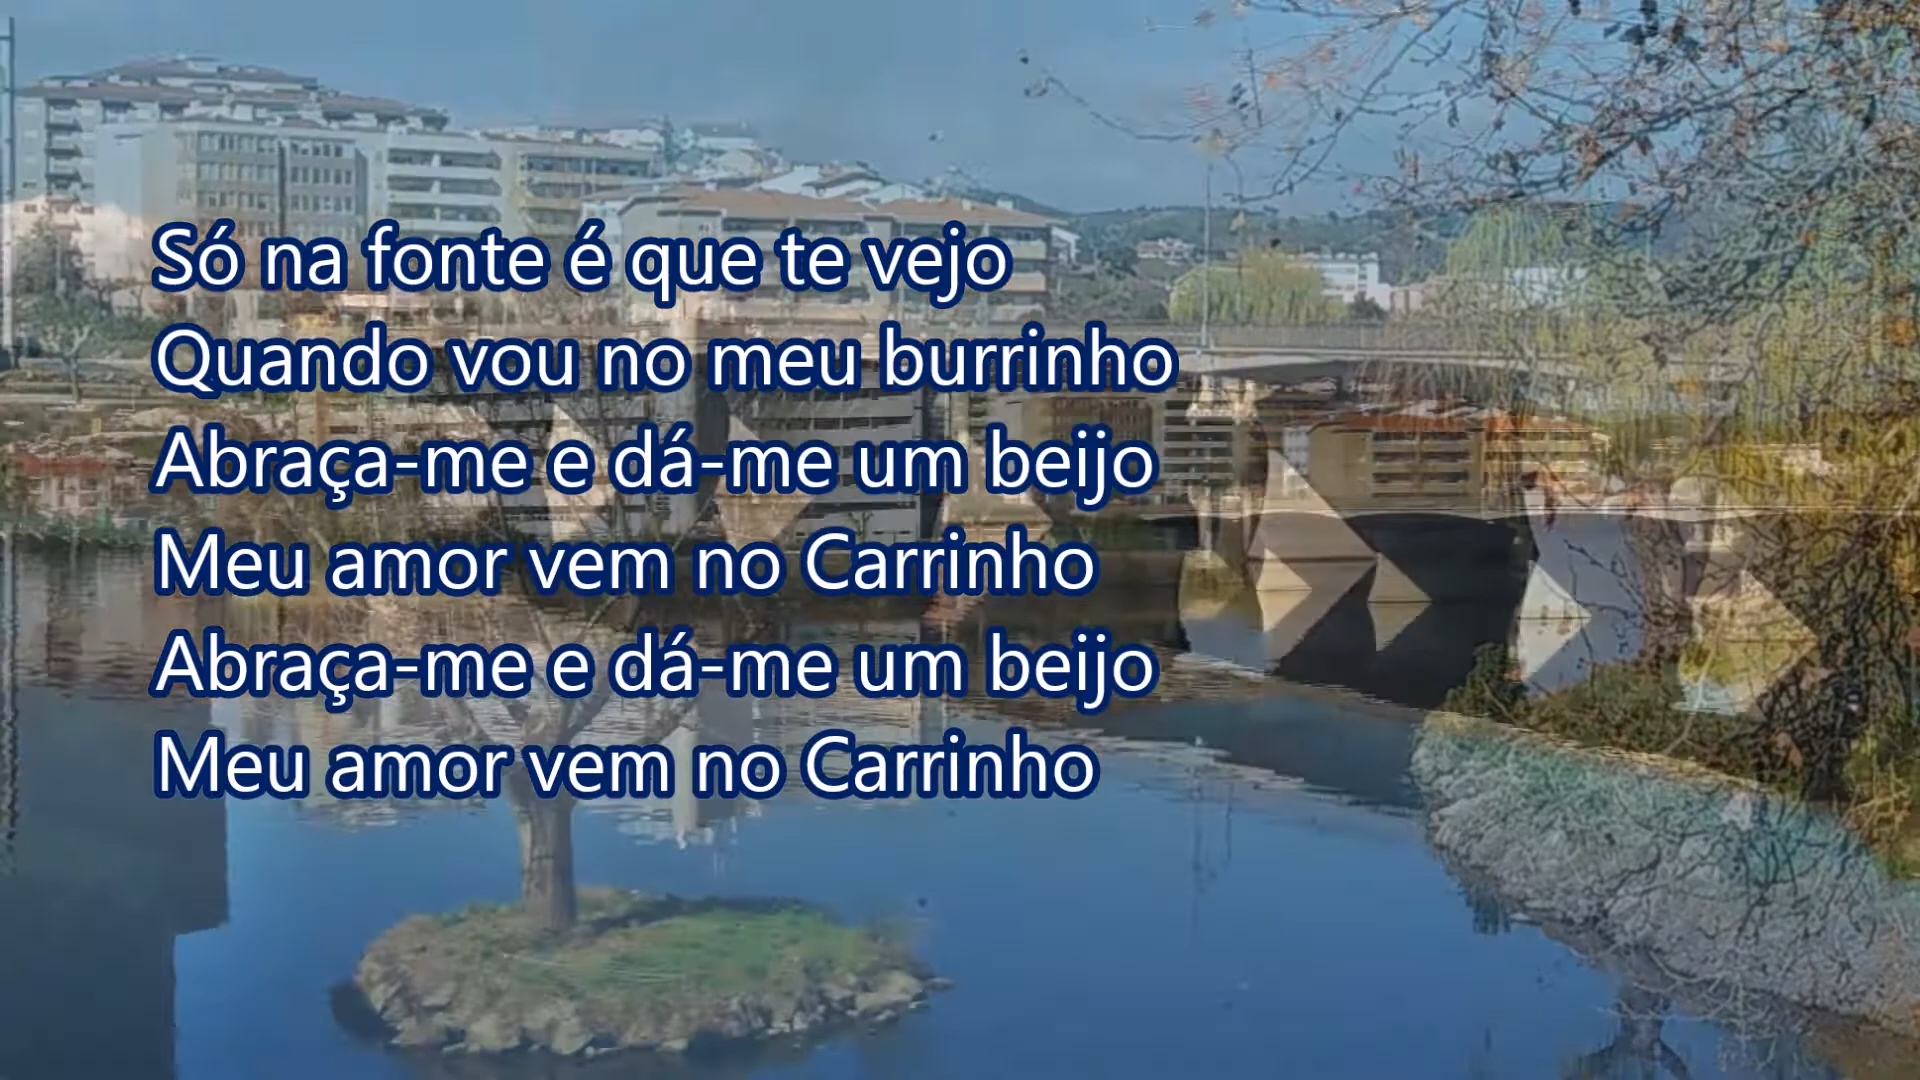 Só na fonte é que te vejo
Quando vou no meu burrinho
Abraça-me e dá-me um beijo
Meu amor vem no Carrinho
Abraça-me e dá-me um beijo
Meu amor vem no Carrinho